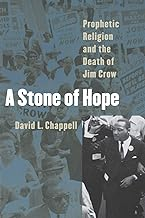 Prophetic
Religion
and the
Death of
Jim Crow
A Stone of Hope
David L. Chappell